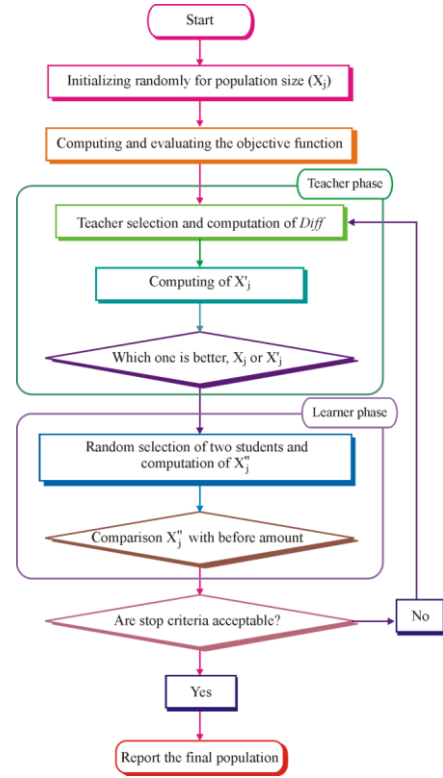 Start
Initializing randomly for population size (Xj)
Computing and evaluating the objective function
Teacher phase
Teacher selection and computation of Diff
Computing of X'j
Which one is better, Xj or X'j
Learner phase
Random selection of two students and
computation of X''j
Comparison X''j with before amount
Are stop criteria acceptable?
No
Yes
Report the final population